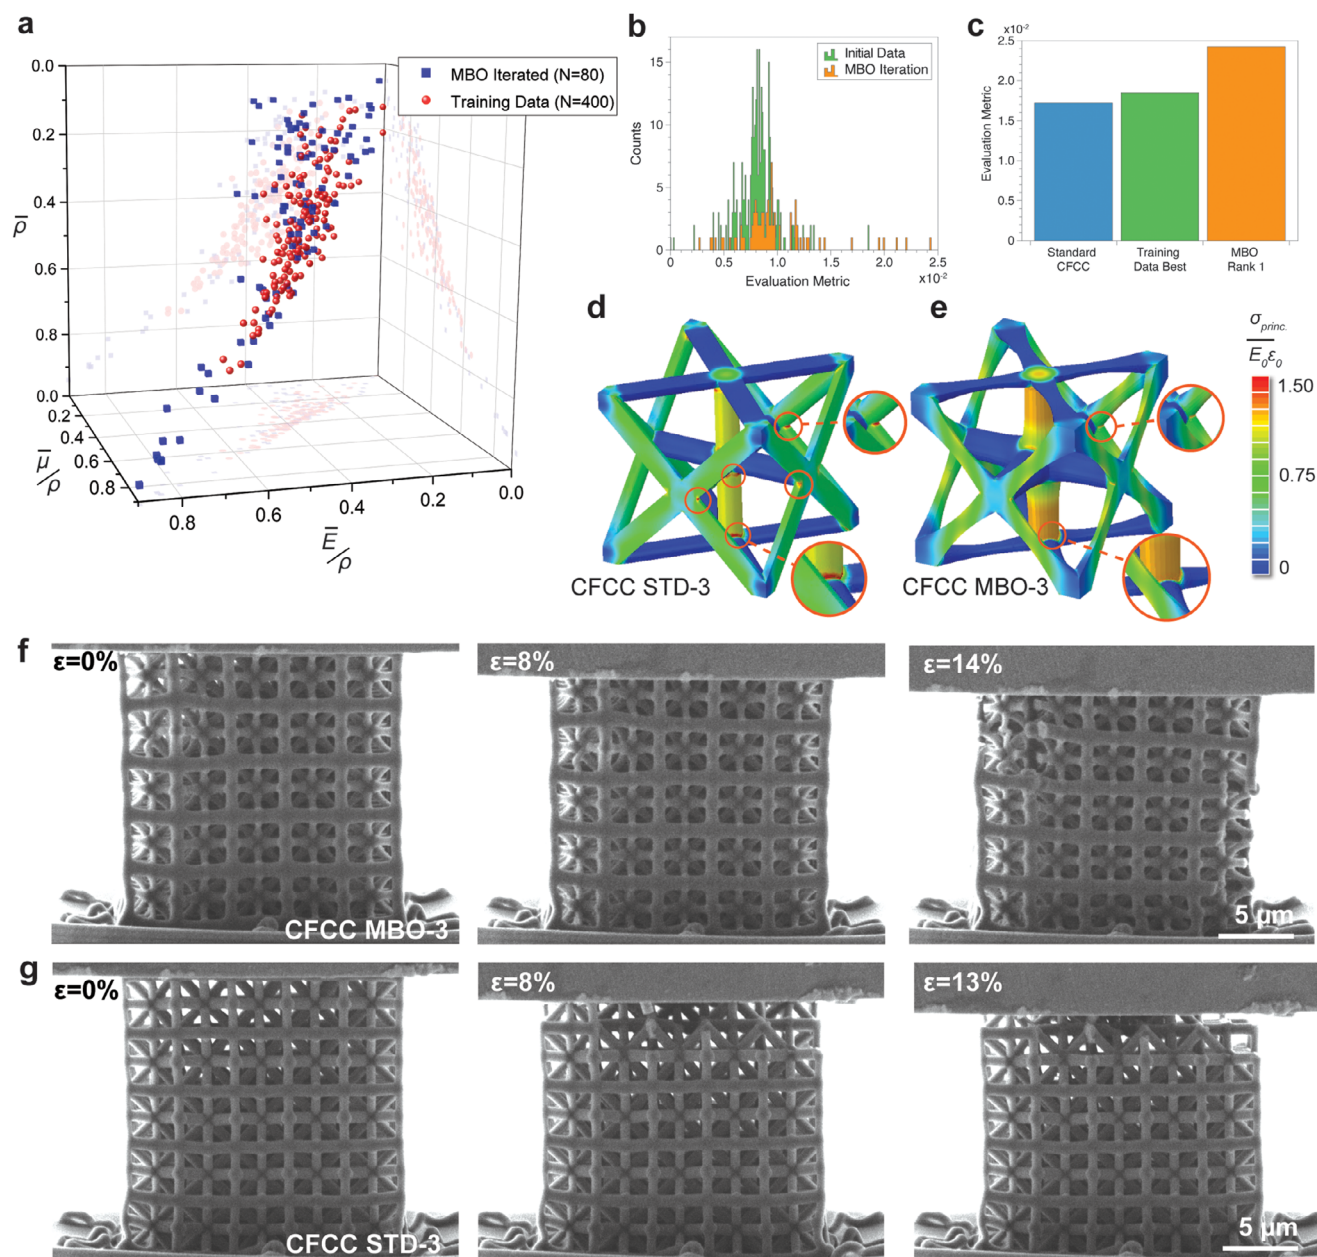 a
MBO Iterated (N=80)
Training Data (N=400)
0.0
0.2
0.4
0.6
0.8
0.0
ρ̅
0.2
0.4
0.6
0.8
μ̅/ρ
0.8
0.6
0.4
0.2
0.0
E̅/ρ
b
Initial Data
MBO Iteration
15
10
5
0
Counts
0
0.5
1.0
1.5
2.0
2.5
x10⁻²
Evaluation Metric
c
x10⁻²
2.5
2.0
1.5
1.0
0.5
0
Evaluation Metric
Standard
CFCC
Training
Data Best
MBO
Rank 1
d
CFCC STD-3
e
CFCC MBO-3
σprinc.
E₀ε₀
1.50
0.75
0
f
ε=0%
CFCC MBO-3
ε=8%
ε=14%
5 µm
g
ε=0%
CFCC STD-3
ε=8%
ε=13%
5 µm